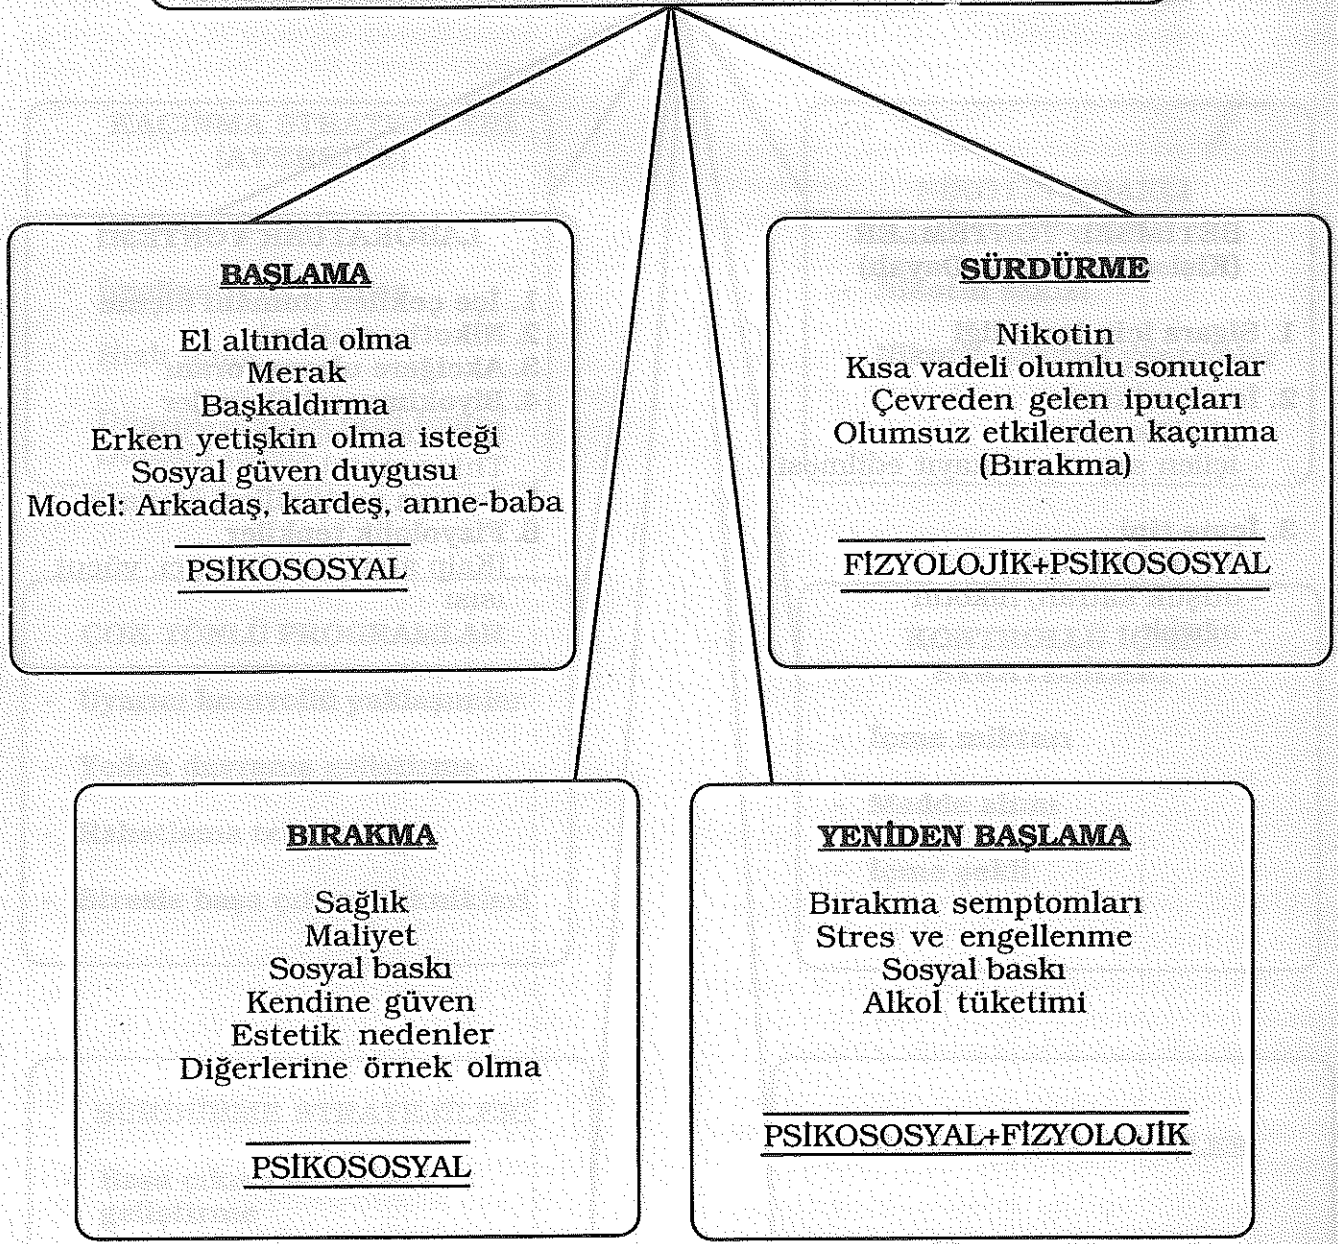 BAŞLAMA
El altında olma
Merak
Başkaldırma
Erken yetişkin olma isteği
Sosyal güven duygusu
Model: Arkadaş, kardeş, anne-baba
PSİKOSOSYAL
SÜRDÜRME
Nikotin
Kısa vadeli olumlu sonuçlar
Çevreden gelen ipuçları
Olumsuz etkilerden kaçınma
(Bırakma)
FİZYOLOJİK+PSİKOSOSYAL
BIRAKMA
Sağlık
Maliyet
Sosyal baskı
Kendine güven
Estetik nedenler
Diğerlerine örnek olma
PSİKOSOSYAL
YENİDEN BAŞLAMA
Bırakma semptomları
Stres ve engellenme
Sosyal baskı
Alkol tüketimi
PSİKOSOSYAL+FİZYOLOJİK